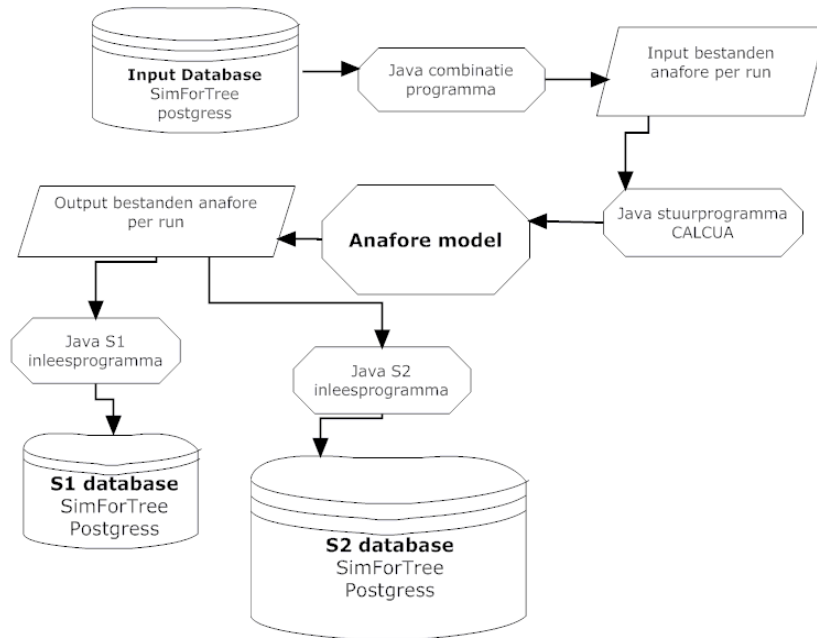 Input Database
SimForTree
postgress
Java combinatie
programma
Input bestanden
anafore per run
Java stuurprogramma
CALCUA
Anafore model
Output bestanden anafore
per run
Java S1
inleesprogramma
Java S2
inleesprogramma
S1 database
SimForTree
Postgress
S2 database
SimForTree
Postgress